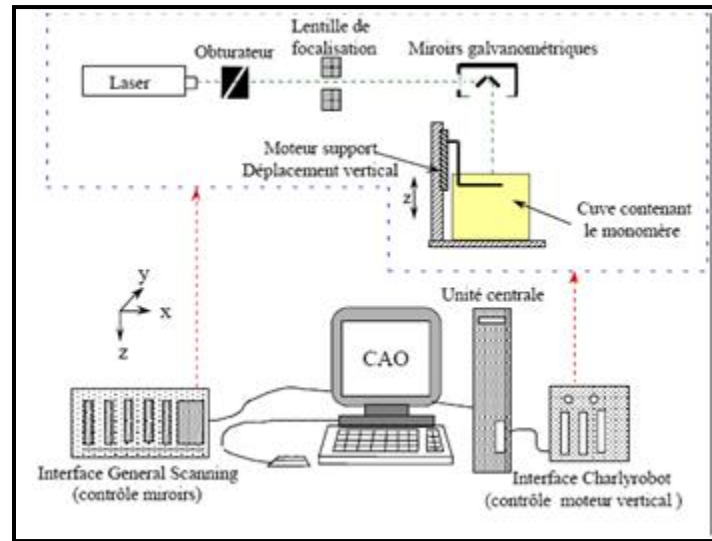 Lentille de
focalisation
Obturateur
Miroirs galvanométriques
Laser
Moteur support
Déplacement vertical
z
Cuve contenant
le monomère
y
x
z
Unité centrale
CAO
Interface General Scanning
(contrôle miroirs)
Interface Charlyrobot
(contrôle moteur vertical )